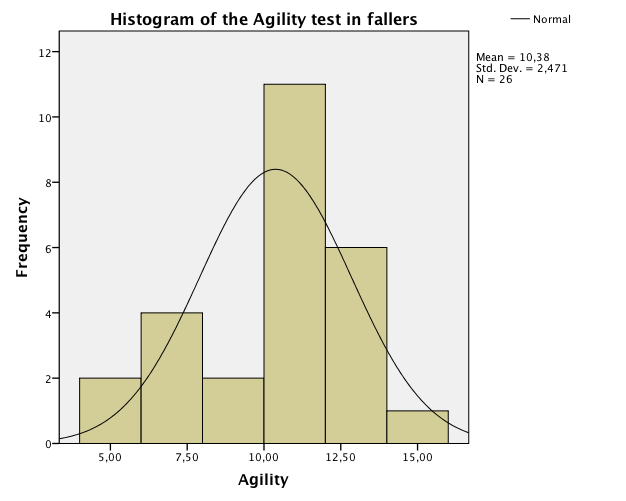 Histogram of the Agility test in fallers
Normal
Mean = 10,38
Std. Dev. = 2,471
N = 26
12
10
8
6
4
2
0
Frequency
5,00 7,50 10,00 12,50 15,00
Agility